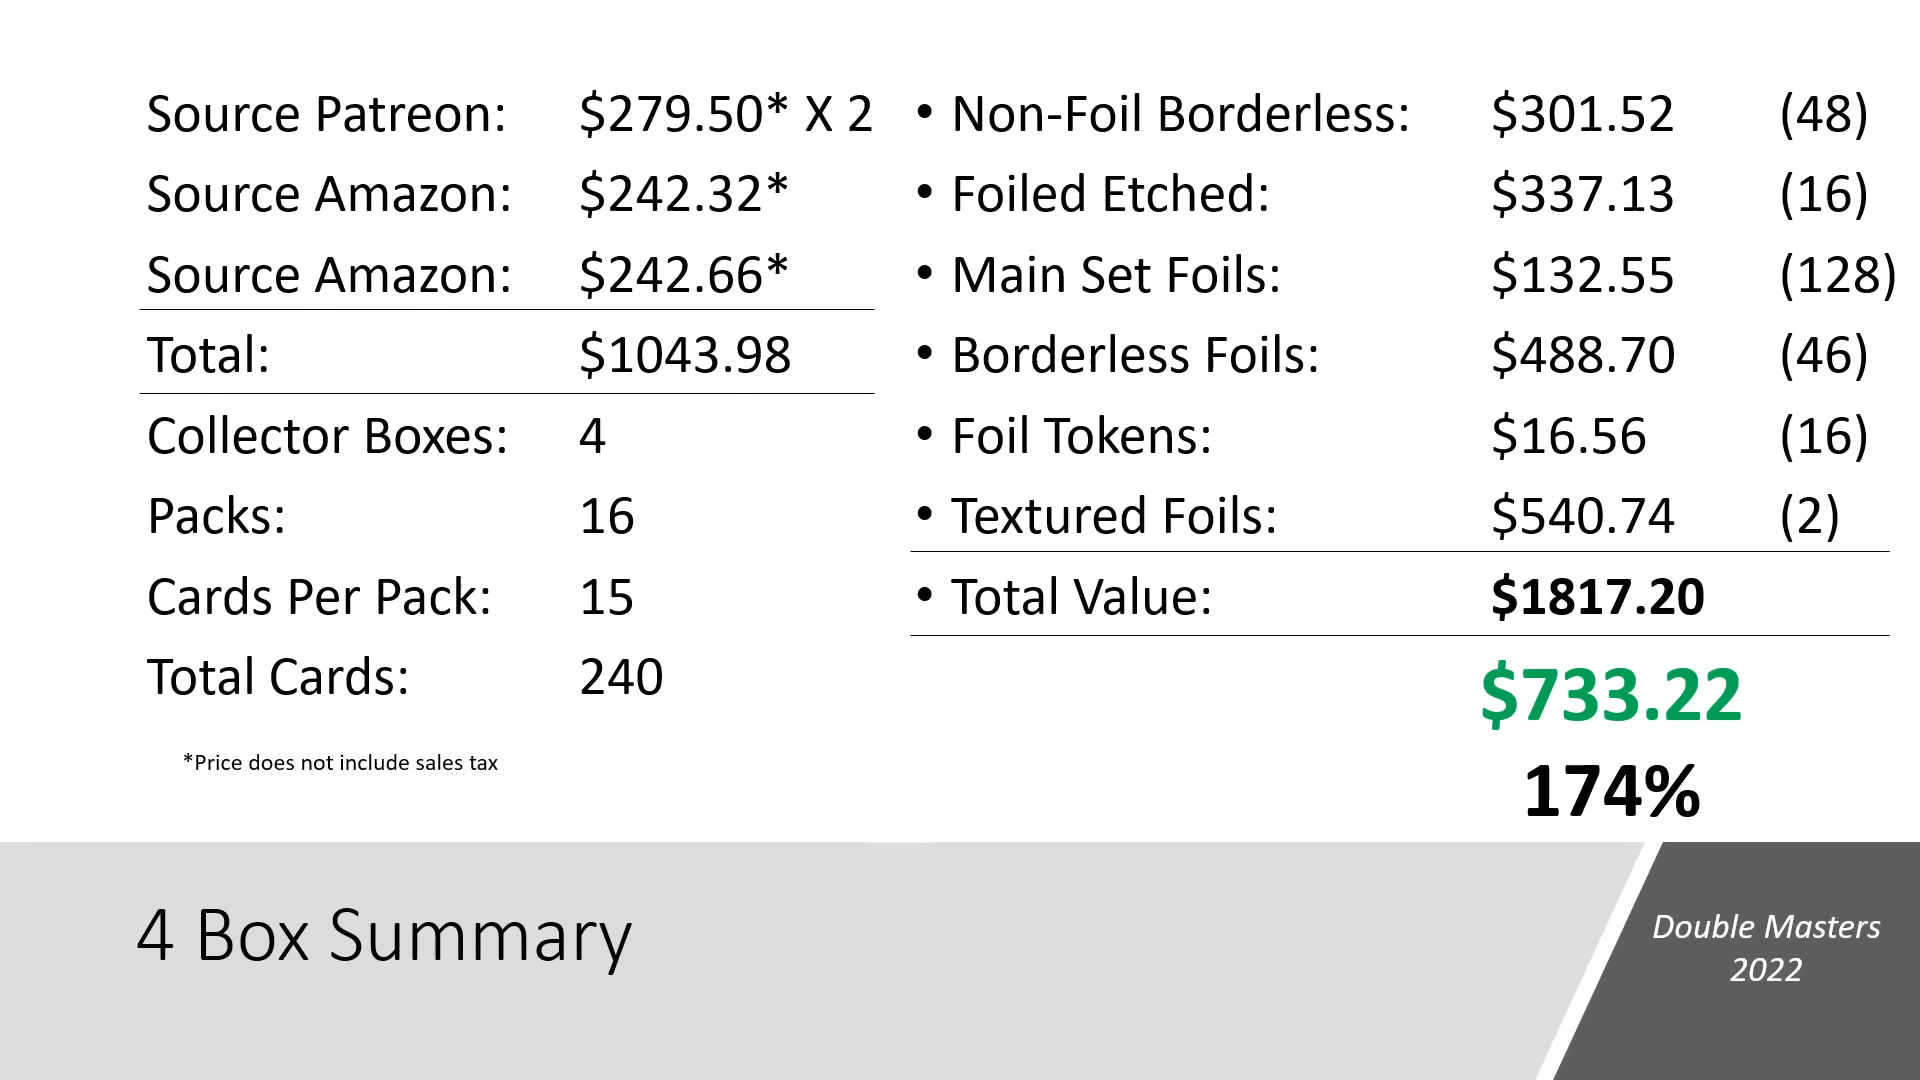 Source Patreon: $279.50* X 2
Source Amazon: $242.32*
Source Amazon: $242.66*
Total: $1043.98
Collector Boxes: 4
Packs: 16
Cards Per Pack: 15
Total Cards: 240
*Price does not include sales tax
• Non-Foil Borderless: $301.52 (48)
• Foiled Etched: $337.13 (16)
• Main Set Foils: $132.55 (128)
• Borderless Foils: $488.70 (46)
• Foil Tokens: $16.56 (16)
• Textured Foils: $540.74 (2)
• Total Value: $1817.20
$733.22
174%
4 Box Summary
Double Masters
2022